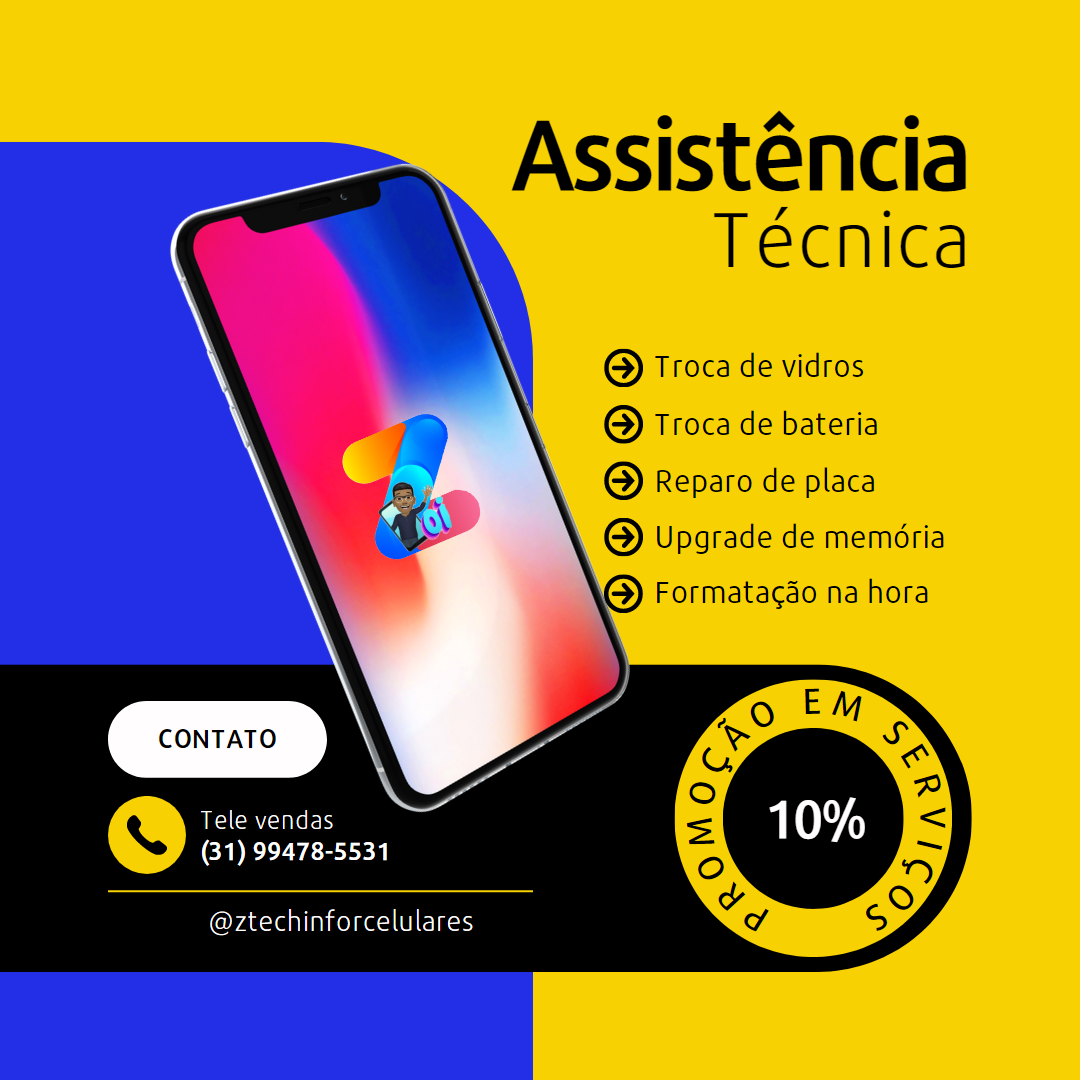 Assistência
Técnica
Troca de vidros
Troca de bateria
Reparo de placa
Upgrade de memória
Formatação na hora
oi
CONTATO
Tele vendas
(31) 99478-5531
@ztechinforcelulares
PROMOÇÃO EM SERVIÇOS
10%